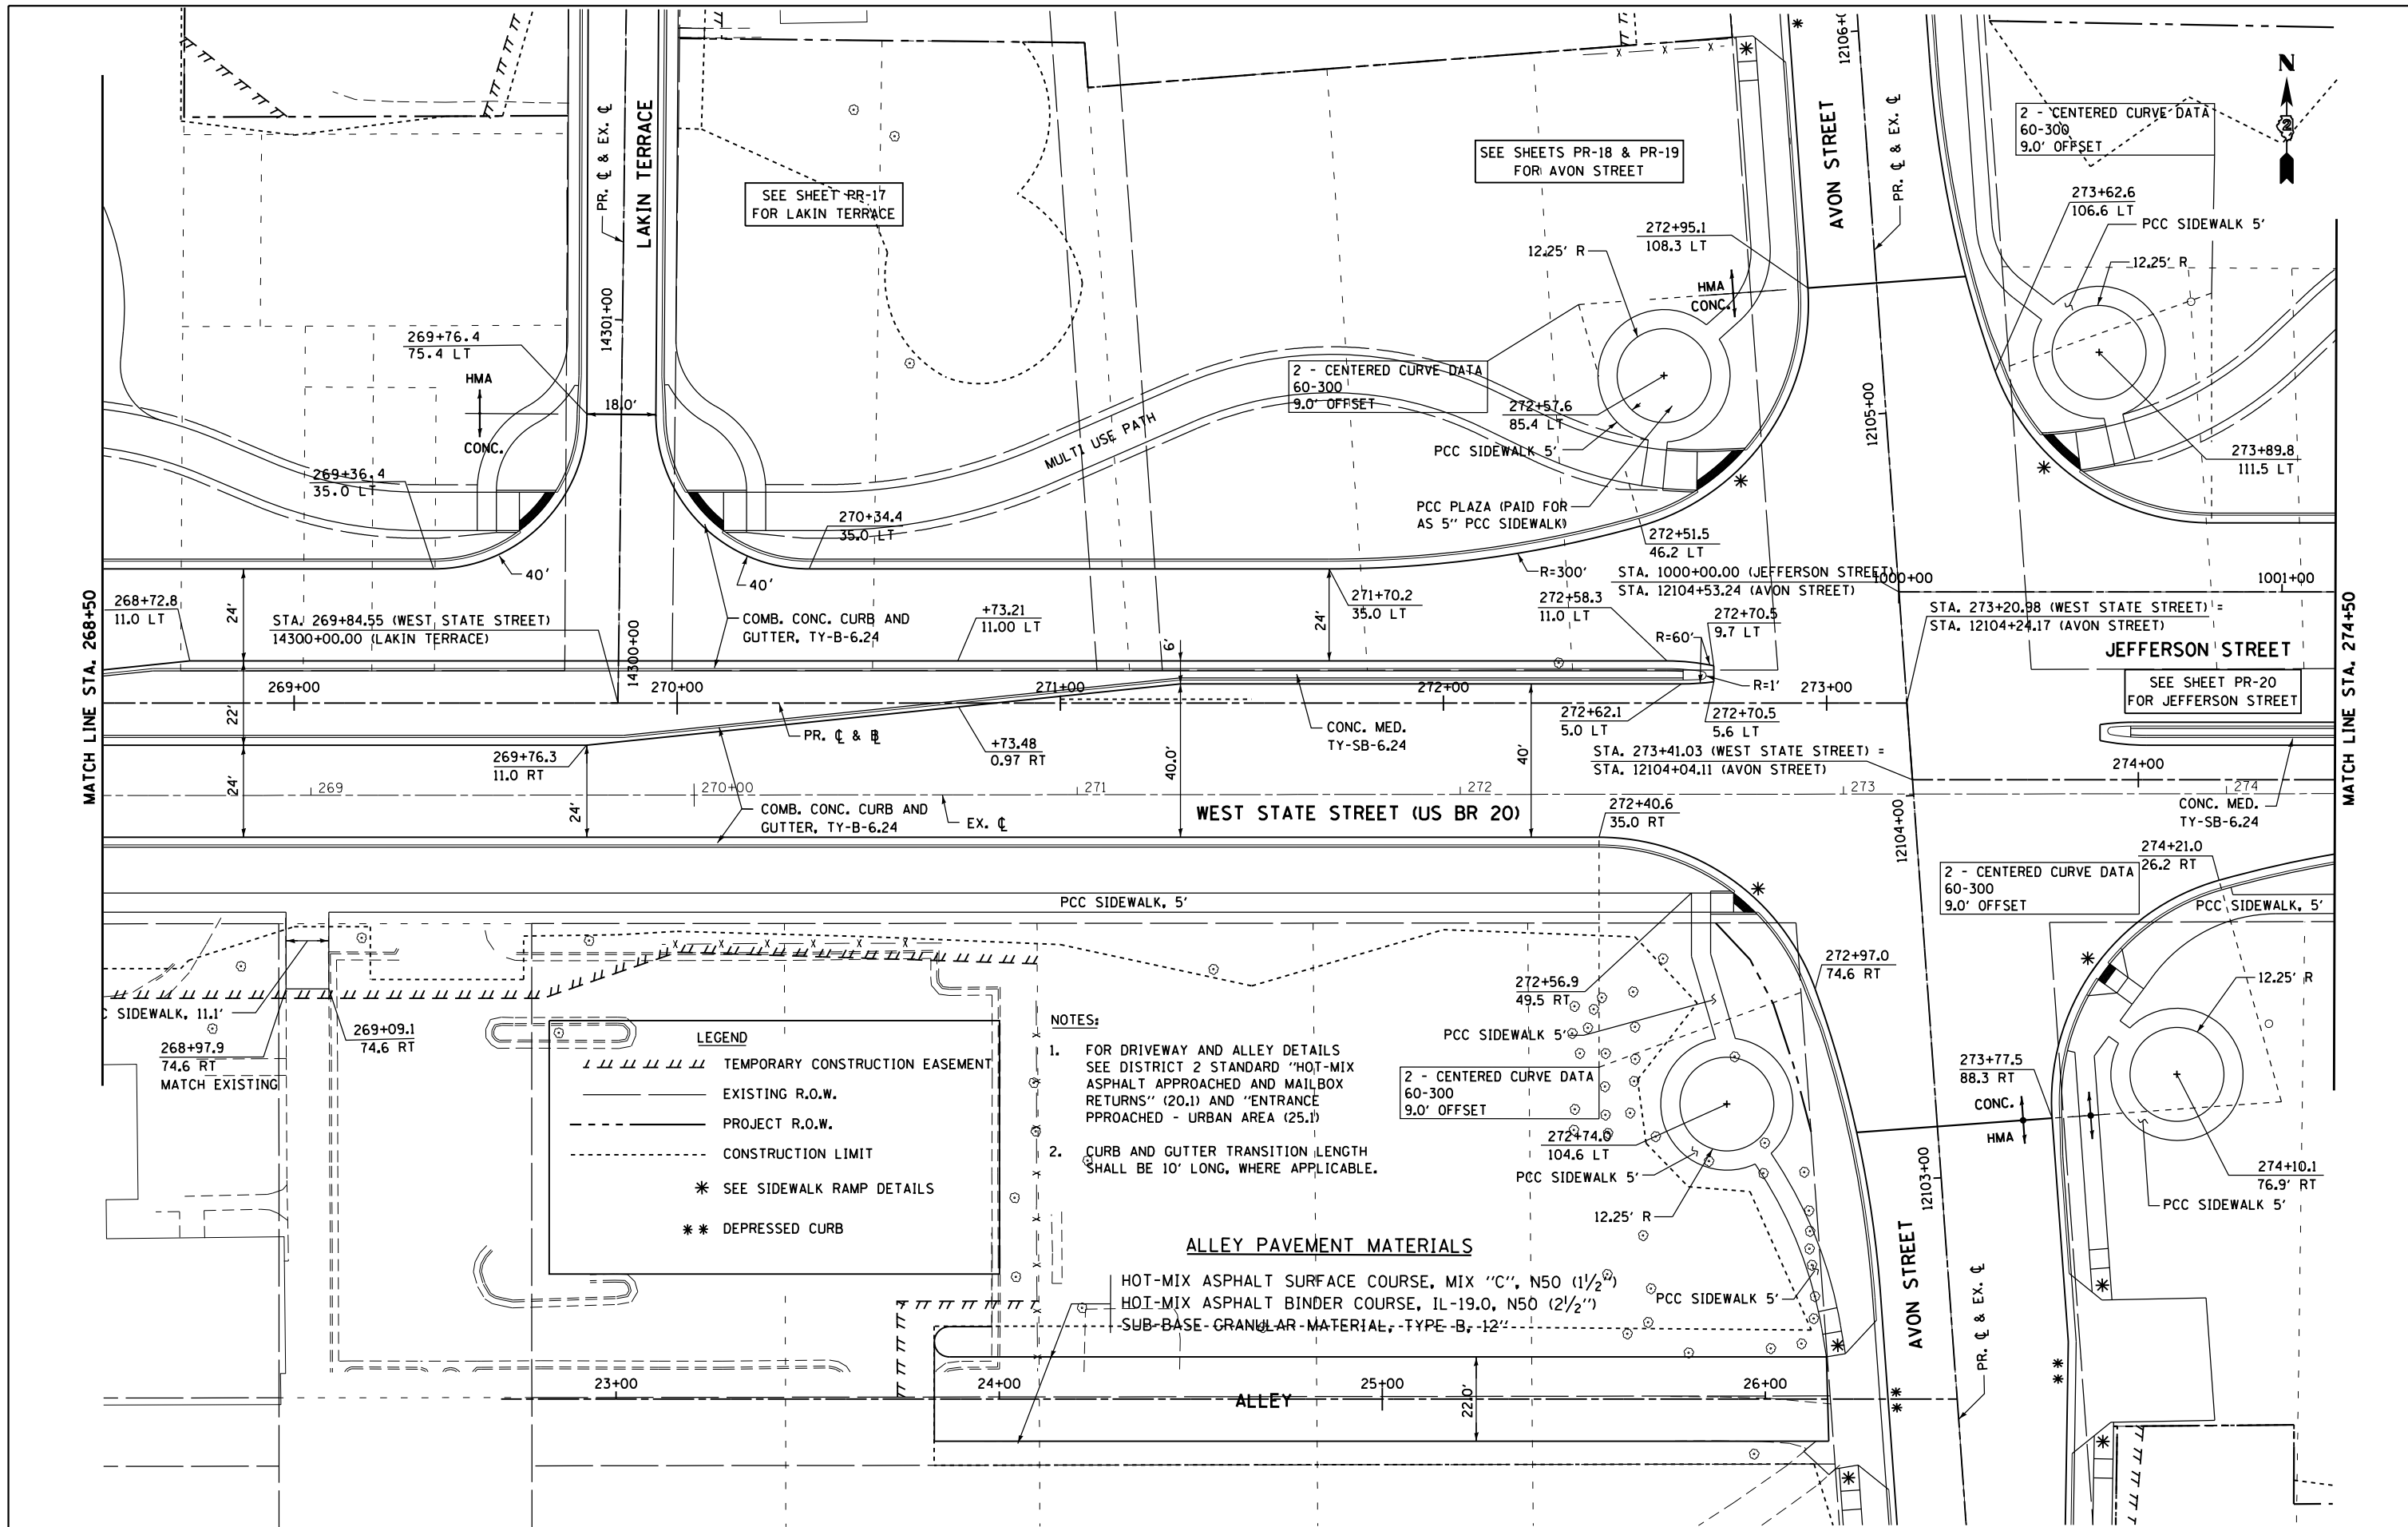 12106+
N
2
2 - CENTERED CURVE DATA
60-300
9.0' OFFSET
PR. ℄ & EX. ℄
LAKIN TERRACE
AVON STREET
PR. ℄ & EX. ℄
SEE SHEETS PR-18 & PR-19
FOR AVON STREET
SEE SHEET PR-17
FOR LAKIN TERRACE
273+62.6
106.6 LT
PCC SIDEWALK 5'
272+95.1
108.3 LT
12.25' R
12.25' R
HMA
CONC.
14301+00
269+76.4
75.4 LT
HMA
CONC.
18.0'
2 - CENTERED CURVE DATA
60-300
9.0' OFFSET
272+57.6
85.4 LT
PCC SIDEWALK 5'
MULTI USE PATH
12105+00
273+89.8
111.5 LT
269+36.4
35.0 LT
270+34.4
35.0 LT
PCC PLAZA (PAID FOR
AS 5" PCC SIDEWALK)
272+51.5
46.2 LT
40'
40'
R=300'
STA. 1000+00.00 (JEFFERSON STREET)
STA. 12104+53.24 (AVON STREET)
1000+00
1001+00
MATCH LINE STA. 268+50
MATCH LINE STA. 274+50
268+72.8
11.0 LT
24'
STA. 269+84.55 (WEST STATE STREET)
14300+00.00 (LAKIN TERRACE)
14300+00
COMB. CONC. CURB AND
GUTTER, TY-B-6.24
+73.21
11.00 LT
6'
24'
271+70.2
35.0 LT
272+58.3
11.0 LT
272+70.5
9.7 LT
R=60'
R=1'
STA. 273+20.98 (WEST STATE STREET) =
STA. 12104+24.17 (AVON STREET)
JEFFERSON STREET
SEE SHEET PR-20
FOR JEFFERSON STREET
269+00
270+00
271+00
272+00
273+00
22'
PR. ℄ & B
CONC. MED.
TY-SB-6.24
272+62.1
5.0 LT
272+70.5
5.6 LT
269+76.3
11.0 RT
+73.48
0.97 RT
40.0'
40'
STA. 273+41.03 (WEST STATE STREET) =
STA. 12104+04.11 (AVON STREET)
274+00
24'
24'
269
270+00
271
272
273
274
COMB. CONC. CURB AND
GUTTER, TY-B-6.24
EX. ℄
WEST STATE STREET (US BR 20)
272+40.6
35.0 RT
12104+00
CONC. MED.
TY-SB-6.24
274+21.0
26.2 RT
2 - CENTERED CURVE DATA
60-300
9.0' OFFSET
PCC SIDEWALK, 5'
PCC SIDEWALK, 5'
272+97.0
74.6 RT
272+56.9
49.5 RT
12.25' R
C SIDEWALK, 11.1'
269+09.1
74.6 RT
268+97.9
74.6 RT
MATCH EXISTING
LEGEND
TEMPORARY CONSTRUCTION EASEMENT
EXISTING R.O.W.
PROJECT R.O.W.
CONSTRUCTION LIMIT
* SEE SIDEWALK RAMP DETAILS
** DEPRESSED CURB
NOTES:
1. FOR DRIVEWAY AND ALLEY DETAILS
SEE DISTRICT 2 STANDARD "HOT-MIX
ASPHALT APPROACHED AND MAILBOX
RETURNS" (20.1) AND "ENTRANCE
PPROACHED - URBAN AREA (25.1)
2. CURB AND GUTTER TRANSITION LENGTH
SHALL BE 10' LONG, WHERE APPLICABLE.
PCC SIDEWALK 5'
2 - CENTERED CURVE DATA
60-300
9.0' OFFSET
273+77.5
88.3 RT
CONC.
HMA
272+74.0
104.6 LT
PCC SIDEWALK 5'
12.25' R
12103+00
274+10.1
76.9' RT
PCC SIDEWALK 5'
ALLEY PAVEMENT MATERIALS
HOT-MIX ASPHALT SURFACE COURSE, MIX "C", N50 (1 1/2")
HOT-MIX ASPHALT BINDER COURSE, IL-19.0, N50 (2 1/2")
SUB-BASE GRANULAR MATERIAL, TYPE B, 12"
PCC SIDEWALK 5'
AVON STREET
PR. ℄ & EX. ℄
23+00
24+00
25+00
26+00
ALLEY
22.0'